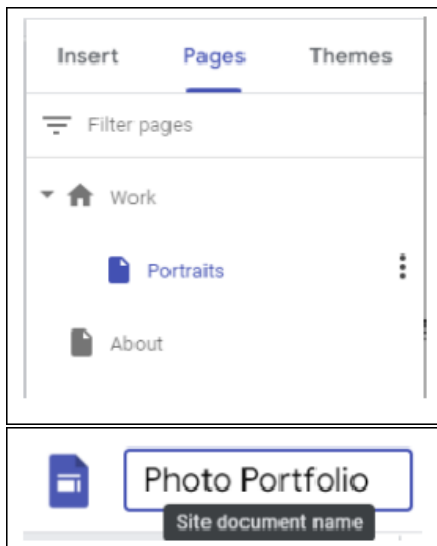 Insert Pages Themes
Filter pages
Work
Portraits
About
Photo Portfolio
Site document name